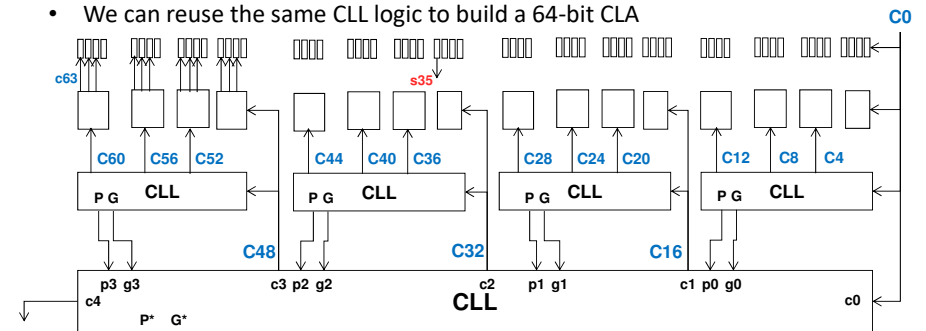 • We can reuse the same CLL logic to build a 64-bit CLA
C0
c63
s35
C60 C56 C52 C44 C40 C36 C28 C24 C20 C12 C8 C4
P G CLL P G CLL P G CLL P G CLL
C48 C32 C16
p3 g3 c3 p2 g2 c2 p1 g1 c1 p0 g0
c4 CLL c0
P* G*